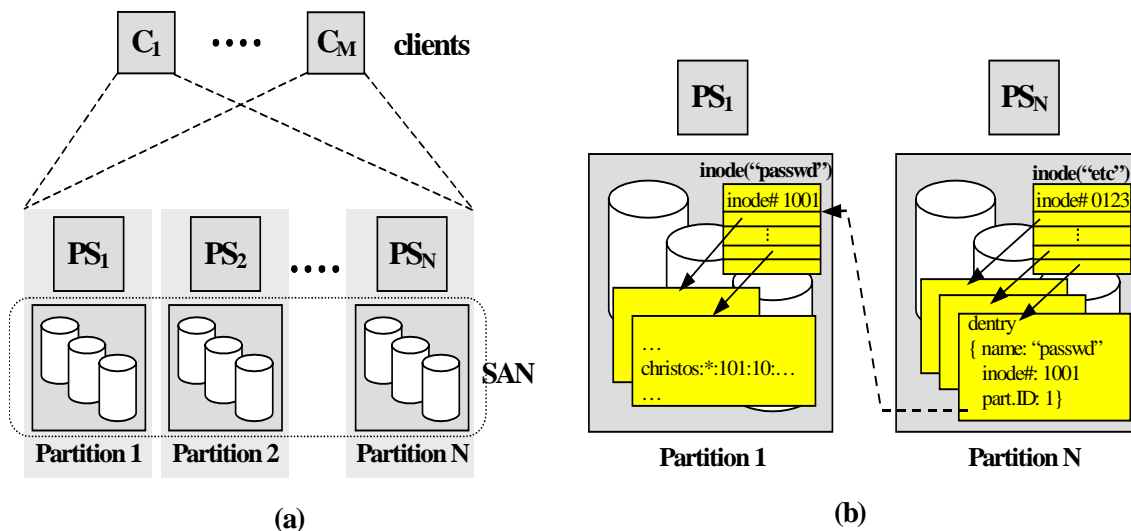 C1 •••• CM clients
PS1 PS2 •••• PSN
SAN
Partition 1 Partition 2 Partition N
(a)
PS1
inode(“passwd”)
inode# 1001
⋮
…
christos:*:101:10:…
…
Partition 1
PSN
inode(“etc”)
inode# 0123
⋮
dentry
{ name: “passwd”
inode#: 1001
part.ID: 1}
Partition N
(b)